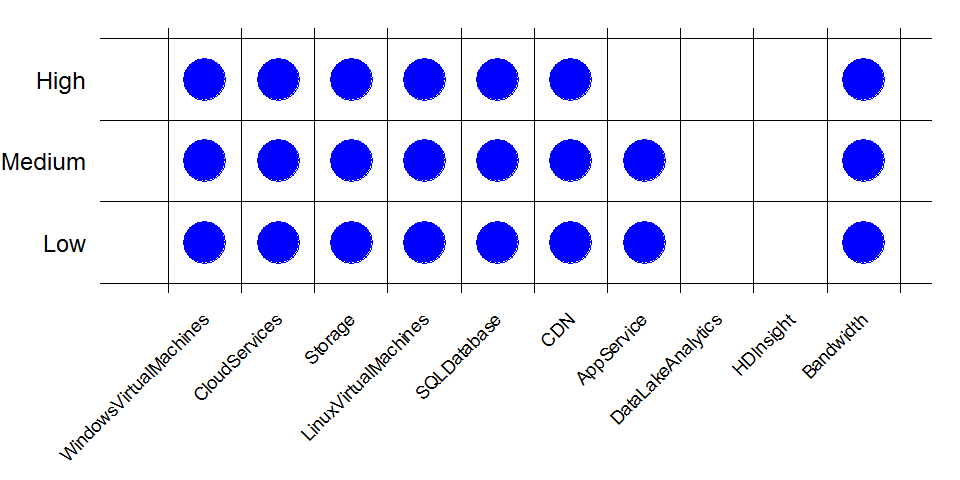 High
Medium
Low
WindowsVirtualMachines
CloudServices
Storage
LinuxVirtualMachines
SQLDatabase
CDN
AppService
DataLakeAnalytics
HDInsight
Bandwidth